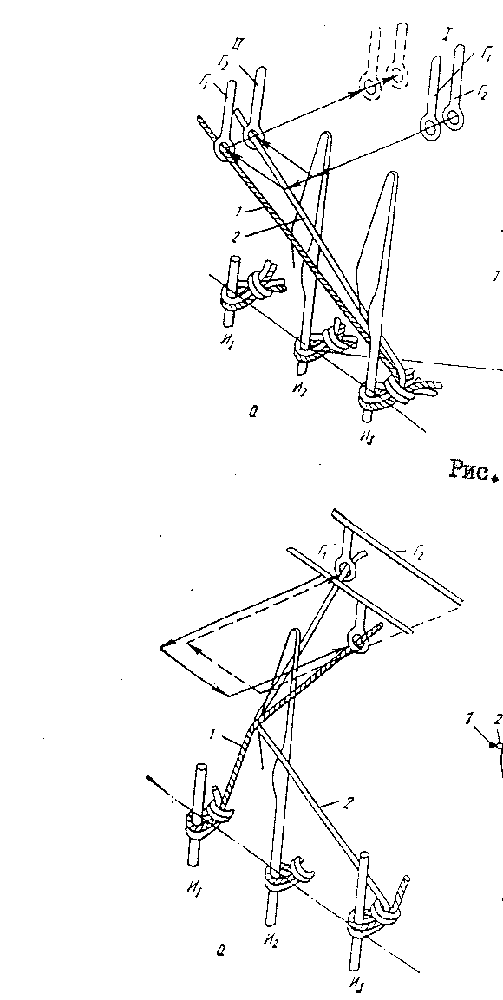 II
I
Г₁
Г₂
Г₁
Г₂
1
2
1
И₁
И₂
И₃
а
Рис.
Г₁
Г₂
1
2
1
2
И₁
И₂
И₃
а